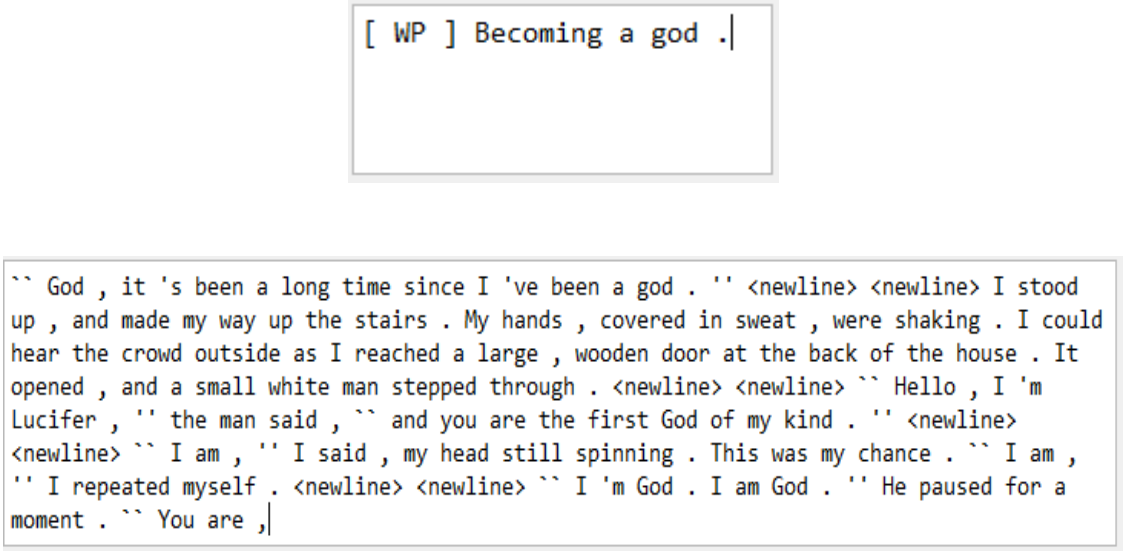 [ WP ] Becoming a god .
`` God , it 's been a long time since I 've been a god . '' <newline> <newline> I stood
up , and made my way up the stairs . My hands , covered in sweat , were shaking . I could
hear the crowd outside as I reached a large , wooden door at the back of the house . It
opened , and a small white man stepped through . <newline> <newline> `` Hello , I 'm
Lucifer , '' the man said , `` and you are the first God of my kind . '' <newline>
<newline> `` I am , '' I said , my head still spinning . This was my chance . `` I am ,
'' I repeated myself . <newline> <newline> `` I 'm God . I am God . '' He paused for a
moment . `` You are ,